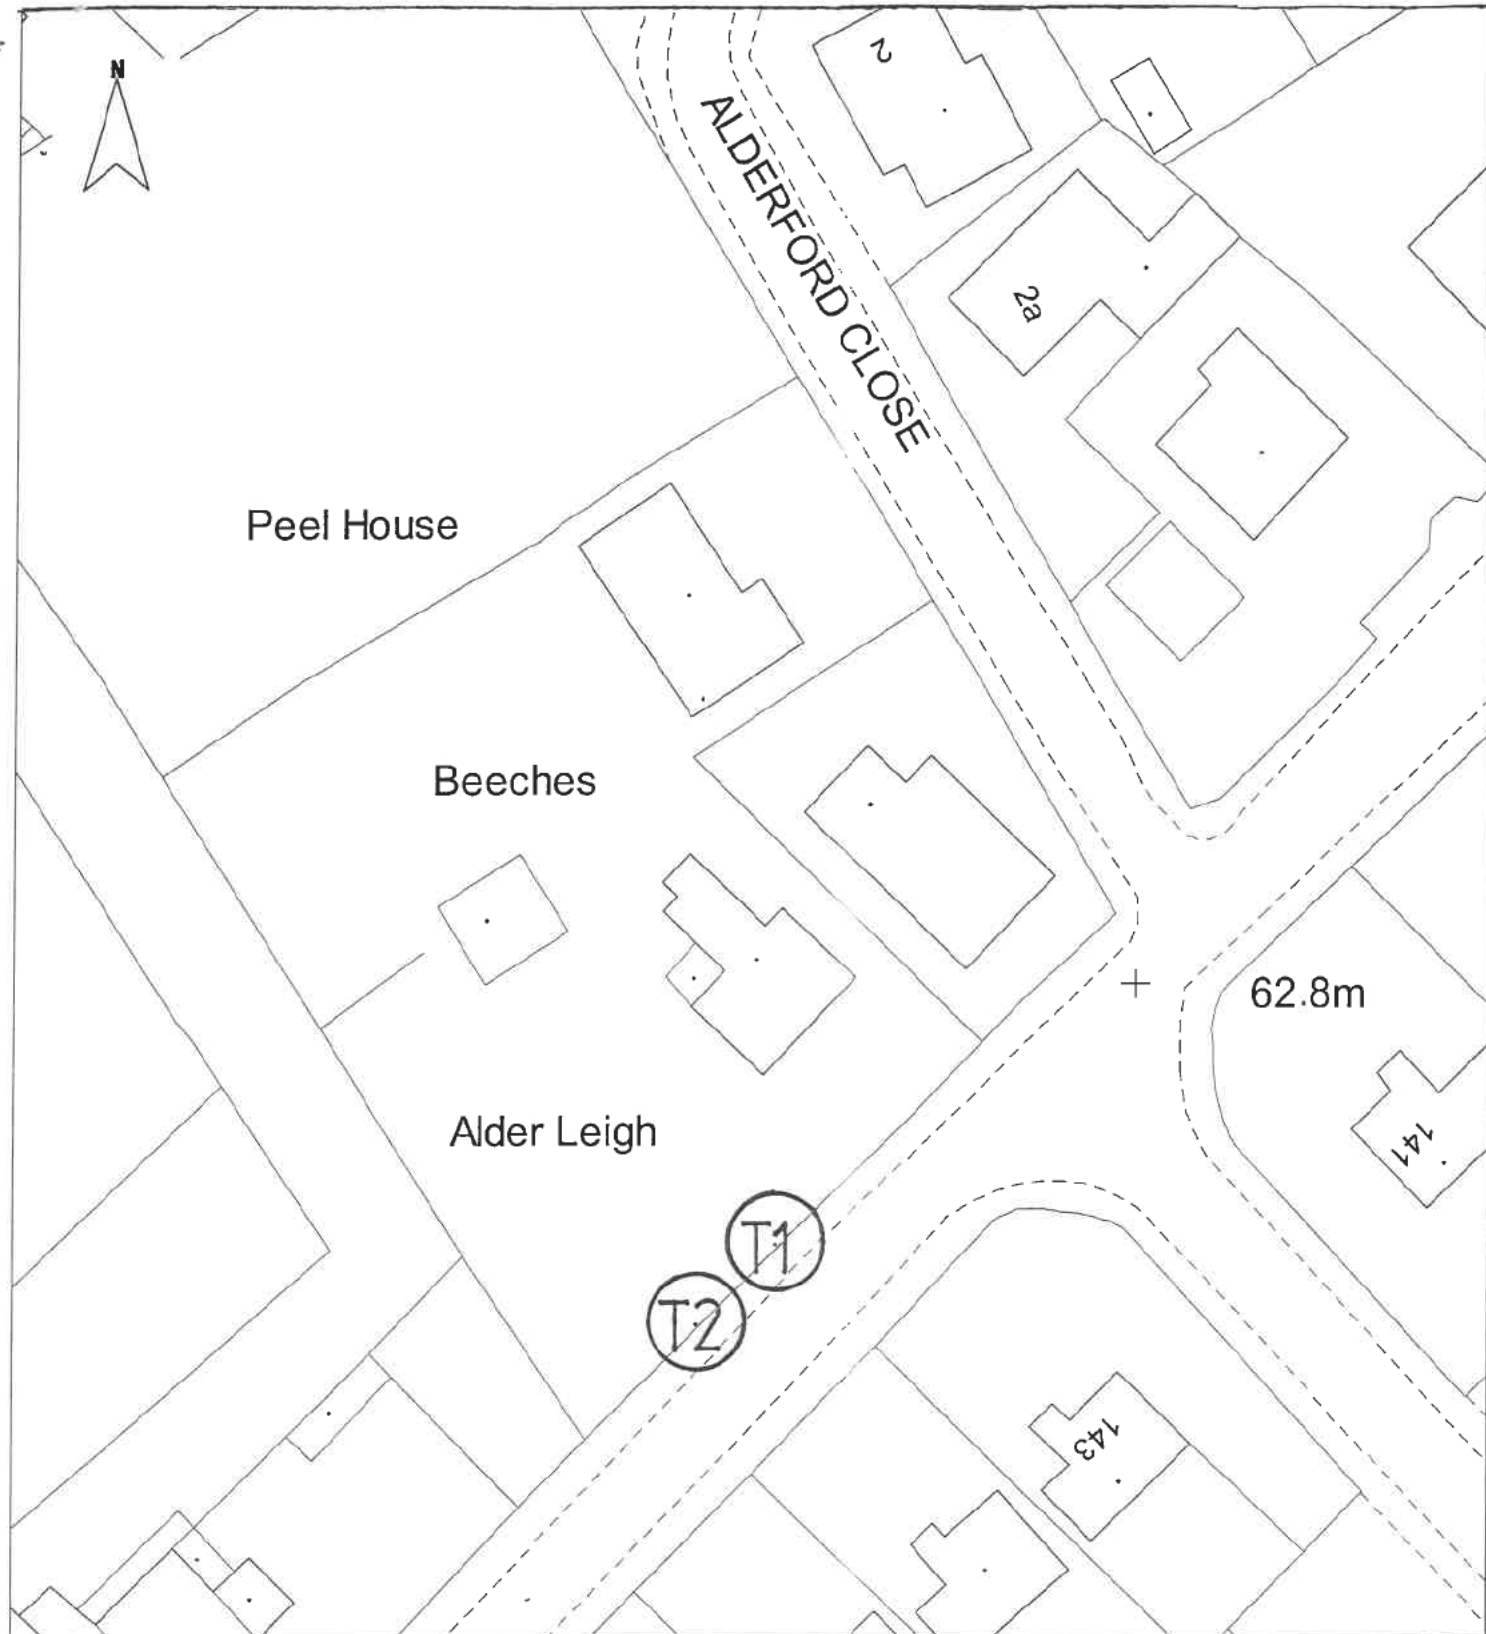 N
2
ALDERFORD CLOSE
2a
Peel House
Beeches
62.8m
Alder Leigh
141
T1
T2
143